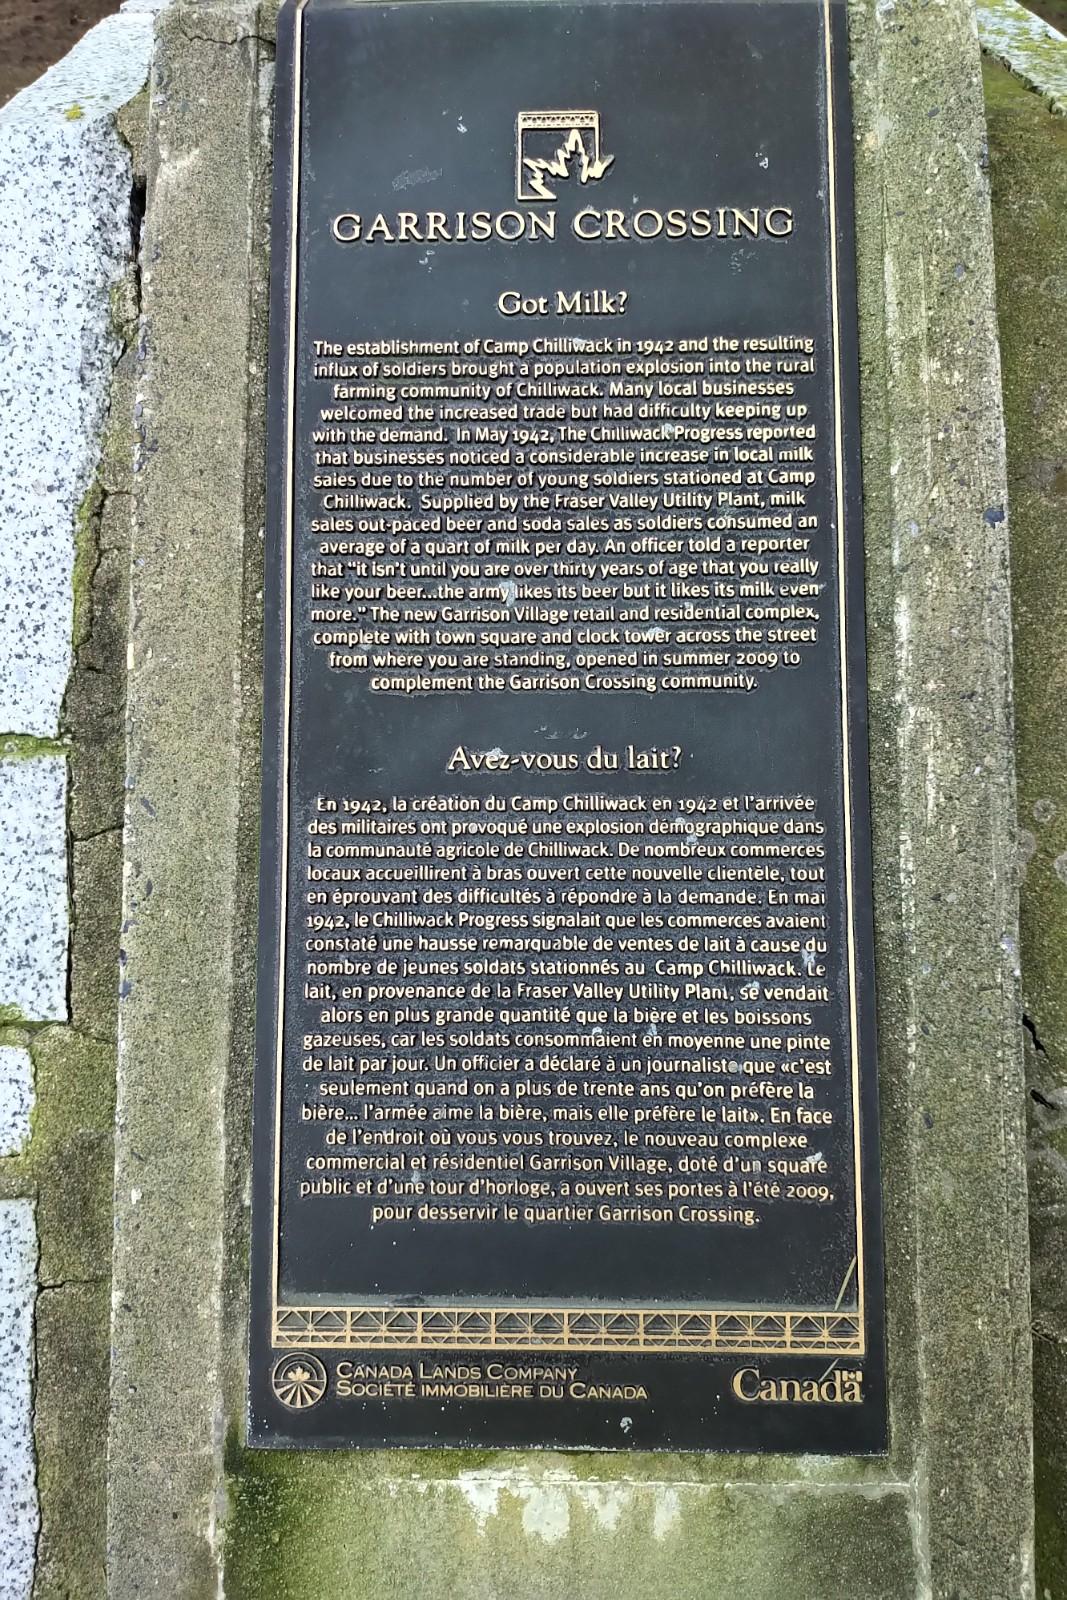 GARRISON CROSSING
Got Milk?
The establishment of Camp Chilliwack in 1942 and the resulting
influx of soldiers brought a population explosion into the rural
farming community of Chilliwack. Many local businesses
welcomed the increased trade but had difficulty keeping up
with the demand. In May 1942, The Chilliwack Progress reported
that businesses noticed a considerable increase in local milk
sales due to the number of young soldiers stationed at Camp
Chilliwack. Supplied by the Fraser Valley Utility Plant, milk
sales out-paced beer and soda sales as soldiers consumed an
average of a quart of milk per day. An officer told a reporter
that "it isn't until you are over thirty years of age that you really
like your beer...the army likes its beer but it likes its milk even
more." The new Garrison Village retail and residential complex,
complete with town square and clock tower across the street
from where you are standing, opened in summer 2009 to
complement the Garrison Crossing community.
Avez-vous du lait?
En 1942, la création du Camp Chilliwack en 1942 et l'arrivée
des militaires ont provoqué une explosion démographique dans
la communauté agricole de Chilliwack. De nombreux commerces
locaux accueillirent à bras ouvert cette nouvelle clientèle, tout
en éprouvant des difficultés à répondre à la demande. En mai
1942, le Chilliwack Progress signalait que les commerces avaient
constaté une hausse remarquable de ventes de lait à cause du
nombre de jeunes soldats stationnés au Camp Chilliwack. Le
lait, en provenance de la Fraser Valley Utility Plant, se vendait
alors en plus grande quantité que la bière et les boissons
gazeuses, car les soldats consommaient en moyenne une pinte
de lait par jour. Un officier a déclaré à un journaliste que «c'est
seulement quand on a plus de trente ans qu'on préfère la
bière... l'armée aime la bière, mais elle préfère le lait». En face
de l'endroit où vous vous trouvez, le nouveau complexe
commercial et résidentiel Garrison Village, doté d'un square
public et d'une tour d'horloge, a ouvert ses portes à l'été 2009,
pour desservir le quartier Garrison Crossing.
CANADA LANDS COMPANY
SOCIÉTÉ IMMOBILIÈRE DU CANADA
Canada